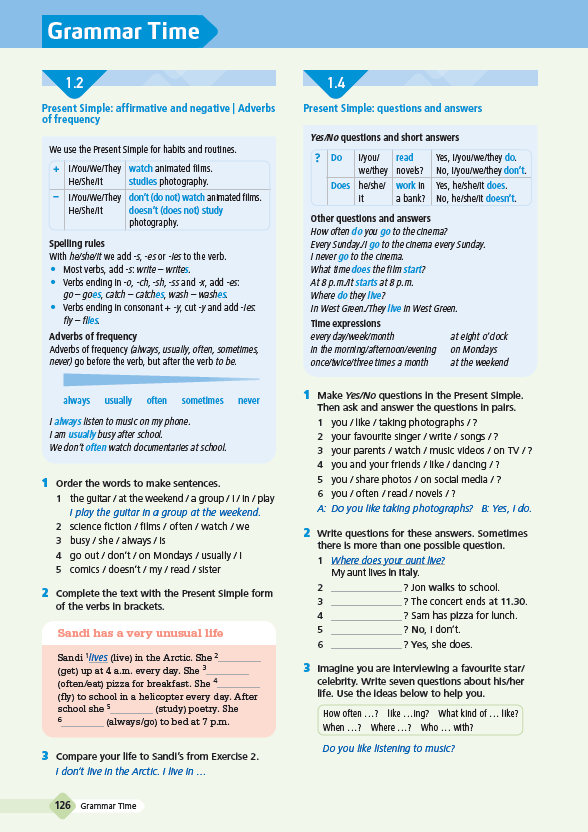 Grammar Time
1.2
Present Simple: affirmative and negative | Adverbs
of frequency
We use the Present Simple for habits and routines.
+ I/You/We/They watch animated films.
He/She/It studies photography.
– I/You/We/They don't (do not) watch animated films.
He/She/It doesn't (does not) study
photography.
Spelling rules
With he/she/it we add -s, -es or -ies to the verb.
• Most verbs, add -s: write – writes.
• Verbs ending in -o, -ch, -sh, -ss and -x, add -es:
go – goes, catch – catches, wash – washes.
• Verbs ending in consonant + -y, cut -y and add -ies:
fly – flies.
Adverbs of frequency
Adverbs of frequency (always, usually, often, sometimes,
never) go before the verb, but after the verb to be.
always usually often sometimes never
I always listen to music on my phone.
I am usually busy after school.
We don't often watch documentaries at school.
1 Order the words to make sentences.
1 the guitar / at the weekend / a group / I / in / play
I play the guitar in a group at the weekend.
2 science fiction / films / often / watch / we
3 busy / she / always / is
4 go out / don't / on Mondays / usually / I
5 comics / doesn't / my / read / sister
2 Complete the text with the Present Simple form
of the verbs in brackets.
Sandi has a very unusual life
Sandi 1lives (live) in the Arctic. She 2________
(get) up at 4 a.m. every day. She 3________
(often/eat) pizza for breakfast. She 4________
(fly) to school in a helicopter every day. After
school she 5________ (study) poetry. She
6________ (always/go) to bed at 7 p.m.
3 Compare your life to Sandi's from Exercise 2.
I don't live in the Arctic. I live in …
1.4
Present Simple: questions and answers
Yes/No questions and short answers
? Do I/you/ read Yes, I/you/we/they do.
we/they novels? No, I/you/we/they don't.
Does he/she/ work in Yes, he/she/it does.
it a bank? No, he/she/it doesn't.
Other questions and answers
How often do you go to the cinema?
Every Sunday./I go to the cinema every Sunday.
I never go to the cinema.
What time does the film start?
At 8 p.m./It starts at 8 p.m.
Where do they live?
In West Green./They live in West Green.
Time expressions
every day/week/month at eight o'clock
in the morning/afternoon/evening on Mondays
once/twice/three times a month at the weekend
1 Make Yes/No questions in the Present Simple.
Then ask and answer the questions in pairs.
1 you / like / taking photographs / ?
2 your favourite singer / write / songs / ?
3 your parents / watch / music videos / on TV / ?
4 you and your friends / like / dancing / ?
5 you / share photos / on social media / ?
6 you / often / read / novels / ?
A: Do you like taking photographs? B: Yes, I do.
2 Write questions for these answers. Sometimes
there is more than one possible question.
1 Where does your aunt live?
My aunt lives in Italy.
2 ________ ? Jon walks to school.
3 ________ ? The concert ends at 11.30.
4 ________ ? Sam has pizza for lunch.
5 ________ ? No, I don't.
6 ________ ? Yes, she does.
3 Imagine you are interviewing a favourite star/
celebrity. Write seven questions about his/her
life. Use the ideas below to help you.
How often …? like …ing? What kind of … like?
When …? Where …? Who … with?
Do you like listening to music?
126 Grammar Time